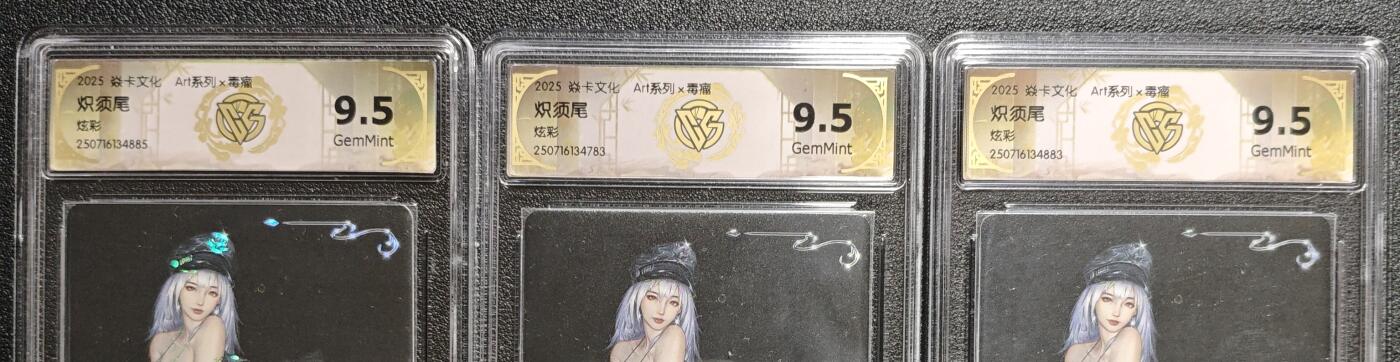 2025 焱卡文化 Art系列×毒瘤
炽须尾
炫彩
250716134885
9.5
GemMint
2025 焱卡文化 Art系列×毒瘤
炽须尾
炫彩
250716134783
9.5
GemMint
2025 焱卡文化 Art系列×毒瘤
炽须尾
炫彩
250716134883
9.5
GemMint